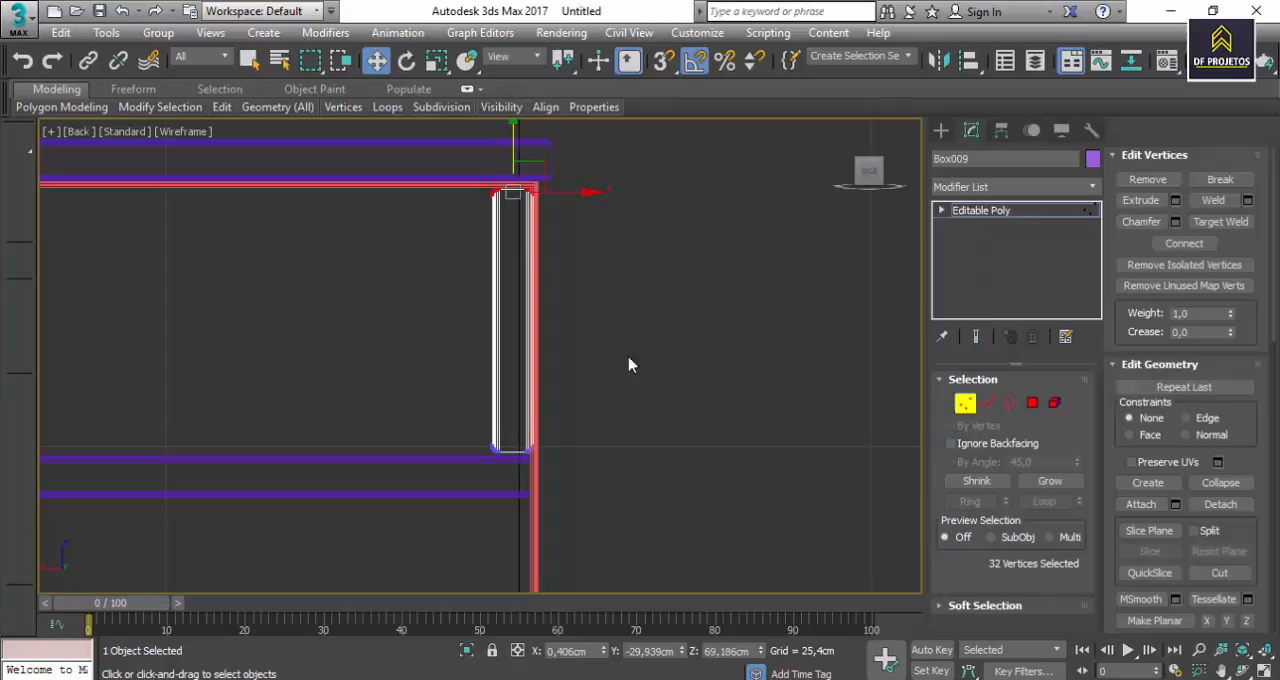 3 Autodesk 3ds Max 2017 Untitled
MAX
Workspace: Default
Type a keyword or phrase
Sign In
Edit Tools Group Views Create Modifiers Animation Graph Editors Rendering Civil View Customize Scripting Content Help
All View Create Selection Se
DF PROJETOS
Modeling Freeform Selection Object Paint Populate
Polygon Modeling Modify Selection Edit Geometry (All) Vertices Loops Subdivision Visibility Align Properties
[+] [Back] [Standard] [Wireframe]
Box009
Modifier List
Editable Poly
Selection
By Vertex
Ignore Backfacing
By Angle: 45,0
Shrink Grow
Ring Loop
Preview Selection
Off SubObj Multi
32 Vertices Selected
Soft Selection
Edit Vertices
Remove Break
Extrude Weld
Chamfer Target Weld
Connect
Remove Isolated Vertices
Remove Unused Map Verts
Weight: 1,0
Crease: 0,0
Edit Geometry
Repeat Last
Constraints
None Edge
Face Normal
Preserve UVs
Create Collapse
Attach Detach
Slice Plane Split
Slice Reset Plane
QuickSlice Cut
MSmooth Tessellate
Make Planar X Y Z
< 0 / 100 >
0 10 20 30 40 50 60 70 80 90 100
1 Object Selected X: 0,406cm Y: -29,939cm Z: 69,186cm Grid = 25,4cm Auto Key Selected
Welcome to M Click or click-and-drag to select objects Add Time Tag Set Key Key Filters... 0